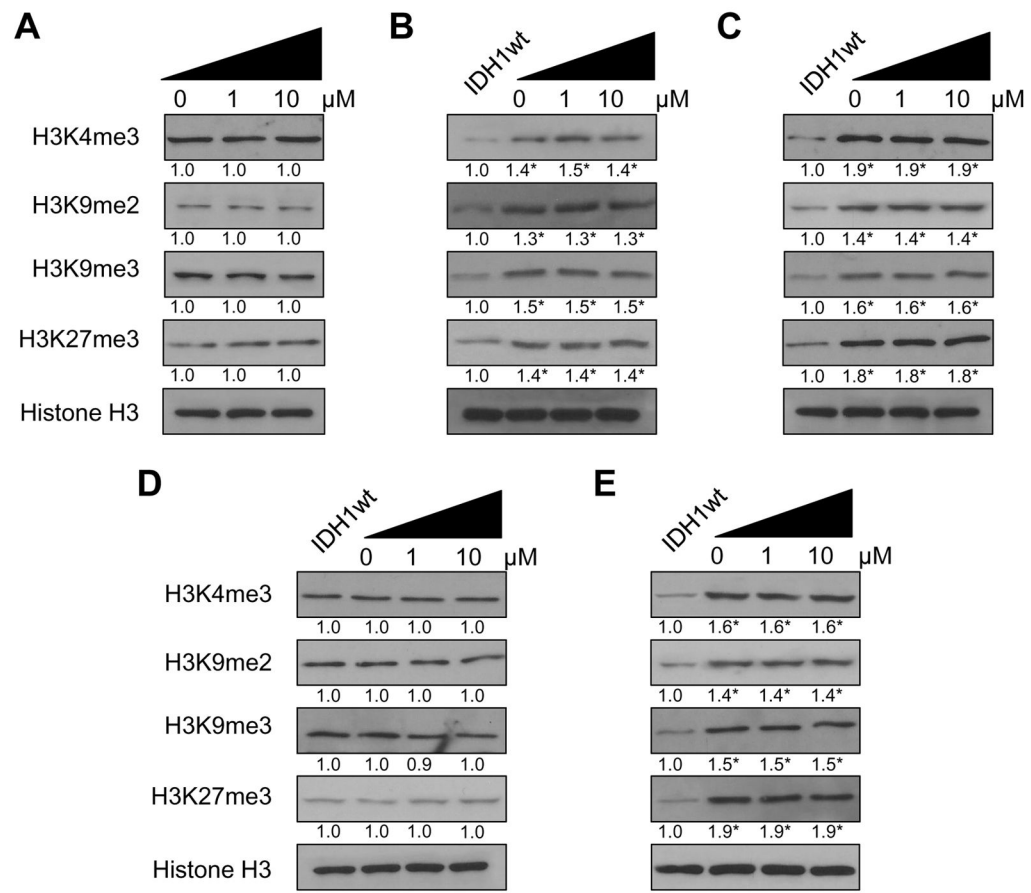 A B C
IDH1wt IDH1wt
0 1 10 µM 0 1 10 0 1 10 µM
H3K4me3
1.0 1.0 1.0 1.0 1.4* 1.5* 1.4* 1.0 1.9* 1.9* 1.9*
H3K9me2
1.0 1.0 1.0 1.0 1.3* 1.3* 1.3* 1.0 1.4* 1.4* 1.4*
H3K9me3
1.0 1.0 1.0 1.0 1.5* 1.5* 1.5* 1.0 1.6* 1.6* 1.6*
H3K27me3
1.0 1.0 1.0 1.0 1.4* 1.4* 1.4* 1.0 1.8* 1.8* 1.8*
Histone H3
D E
IDH1wt IDH1wt
0 1 10 µM 0 1 10 µM
H3K4me3
1.0 1.0 1.0 1.0 1.0 1.6* 1.6* 1.6*
H3K9me2
1.0 1.0 1.0 1.0 1.0 1.4* 1.4* 1.4*
H3K9me3
1.0 1.0 0.9 1.0 1.0 1.5* 1.5* 1.5*
H3K27me3
1.0 1.0 1.0 1.0 1.0 1.9* 1.9* 1.9*
Histone H3